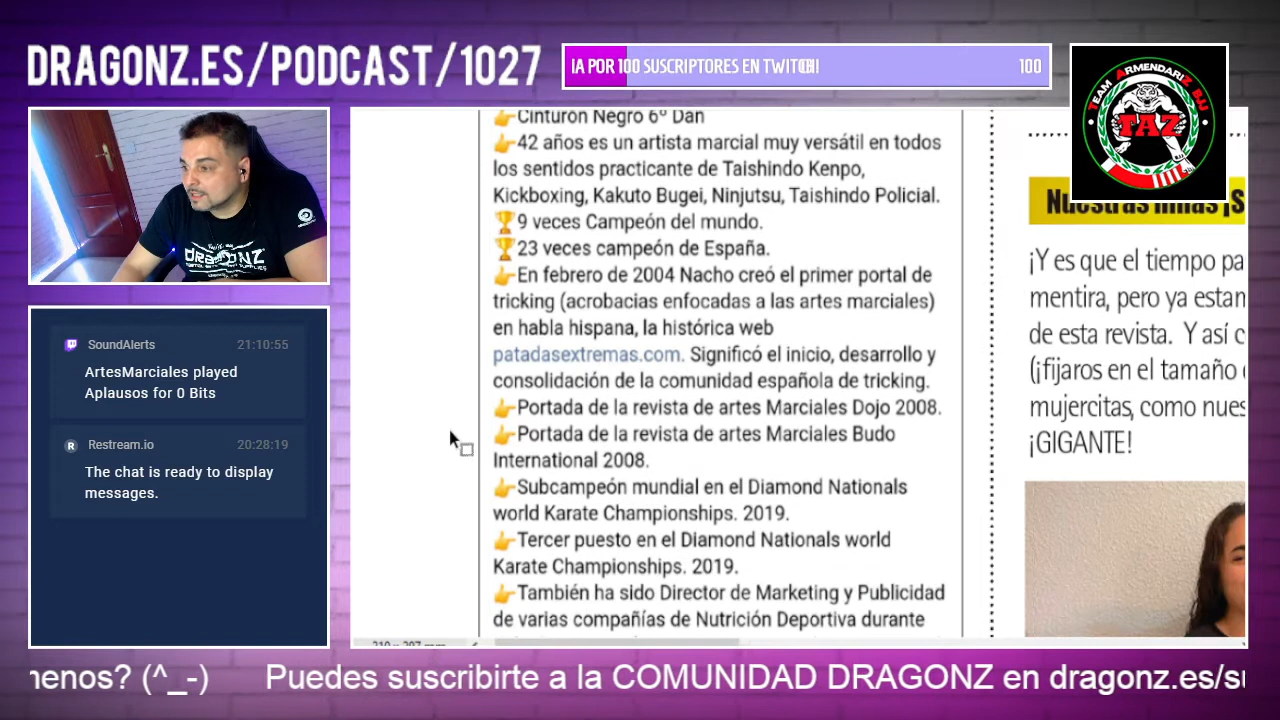 DRAGONZ.ES/PODCAST/1027
IA POR 100 SUSCRIPTORES EN TWITCH!
100
TEAM ARMENDARIZ BJJ
TAZ
dragonz
SoundAlerts 21:10:55
ArtesMarciales played
Aplausos for 0 Bits
Restream.io 20:28:19
The chat is ready to display
messages.
👉Cinturón Negro 6º Dan
👉42 años es un artista marcial muy versátil en todos
los sentidos practicante de Taishindo Kenpo,
Kickboxing, Kakuto Bugei, Ninjutsu, Taishindo Policial.
🏆9 veces Campeón del mundo.
🏆23 veces campeón de España.
👉En febrero de 2004 Nacho creó el primer portal de
tricking (acrobacias enfocadas a las artes marciales)
en habla hispana, la histórica web
patadasextremas.com. Significó el inicio, desarrollo y
consolidación de la comunidad española de tricking.
👉Portada de la revista de artes Marciales Dojo 2008.
👉Portada de la revista de artes Marciales Budo
International 2008.
👉Subcampeón mundial en el Diamond Nationals
world Karate Championships. 2019.
👉Tercer puesto en el Diamond Nationals world
Karate Championships. 2019.
👉También ha sido Director de Marketing y Publicidad
de varias compañías de Nutrición Deportiva durante
Nuestras niñas ¡S
¡Y es que el tiempo pa
mentira, pero ya estam
de esta revista. Y así c
(¡fijaros en el tamaño
mujercitas, como nues
¡GIGANTE!
menos? (^_-) Puedes suscribirte a la COMUNIDAD DRAGONZ en dragonz.es/su